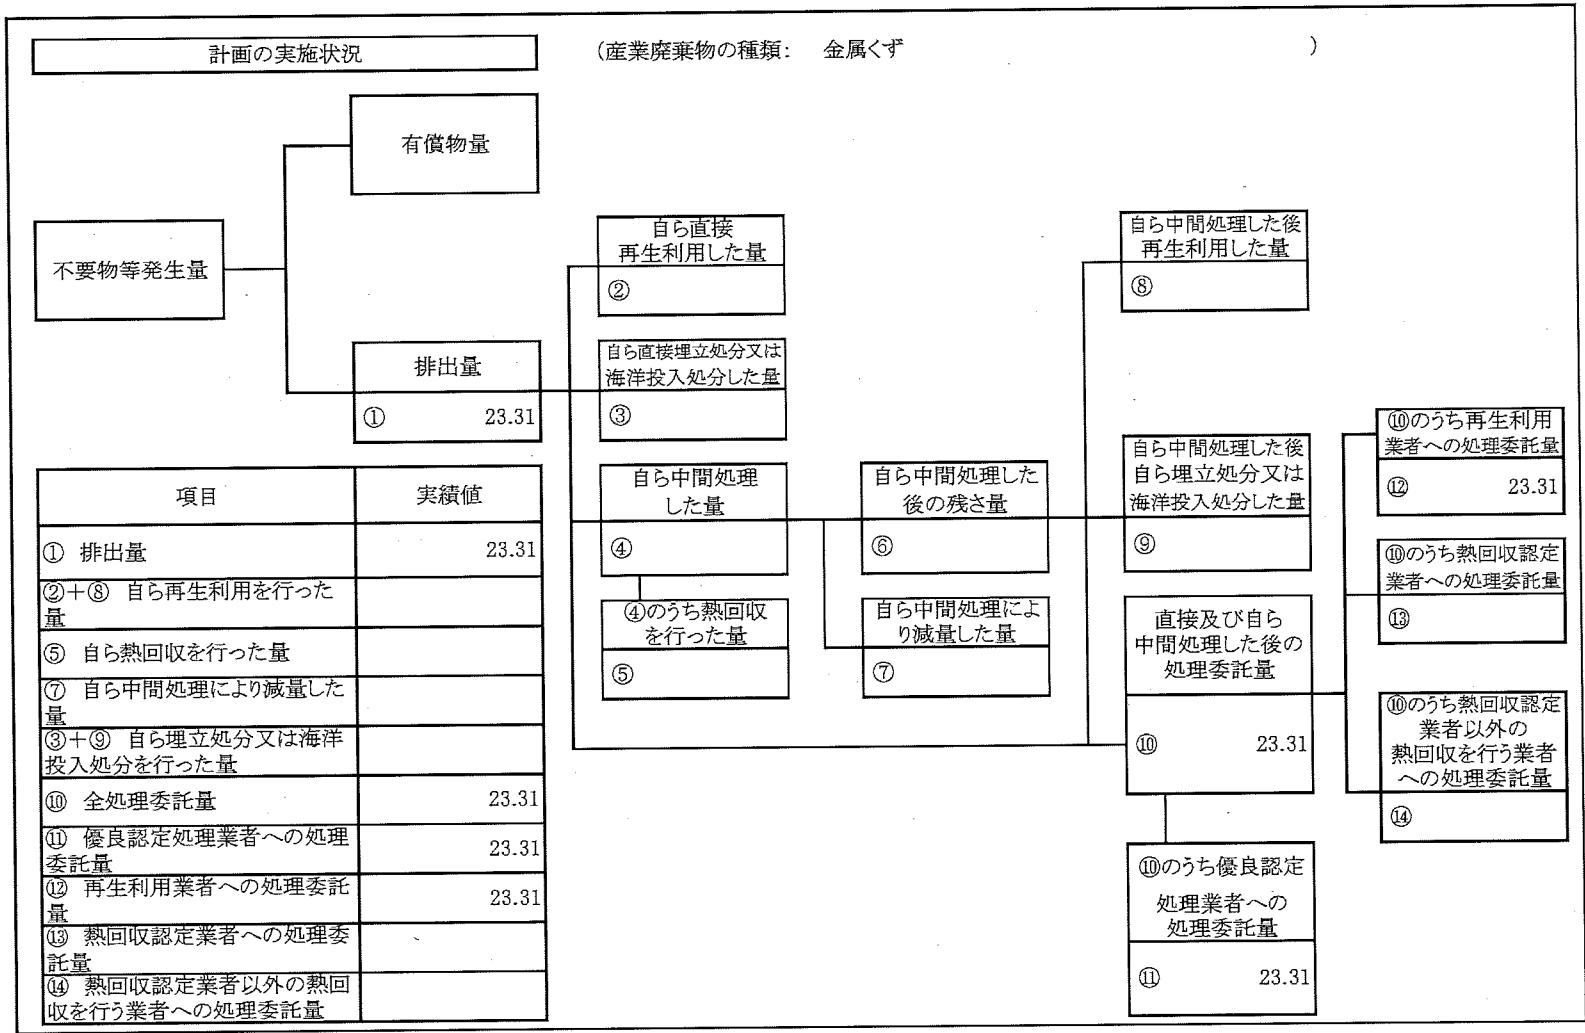 計画の実施状況
(産業廃棄物の種類： 金属くず )
有償物量
不要物等発生量
排出量
① 23.31
自ら直接
再生利用した量
②
自ら直接埋立処分又は
海洋投入処分した量
③
自ら中間処理
した量
④
④のうち熱回収
を行った量
⑤
自ら中間処理した
後の残さ量
⑥
自ら中間処理によ
り減量した量
⑦
自ら中間処理した後
再生利用した量
⑧
自ら中間処理した後
自ら埋立処分又は
海洋投入処分した量
⑨
直接及び自ら
中間処理した後の
処理委託量
⑩ 23.31
⑩のうち優良認定
処理業者への
処理委託量
⑪ 23.31
⑩のうち再生利用
業者への処理委託量
⑫ 23.31
⑩のうち熱回収認定
業者への処理委託量
⑬
⑩のうち熱回収認定
業者以外の
熱回収を行う業者
への処理委託量
⑭
項目 実績値
① 排出量 23.31
②＋⑧ 自ら再生利用を行った
量
⑤ 自ら熱回収を行った量
⑦ 自ら中間処理により減量した
量
③＋⑨ 自ら埋立処分又は海洋
投入処分を行った量
⑩ 全処理委託量 23.31
⑪ 優良認定処理業者への処理
委託量 23.31
⑫ 再生利用業者への処理委託
量 23.31
⑬ 熱回収認定業者への処理委
託量
⑭ 熱回収認定業者以外の熱回
収を行う業者への処理委託量